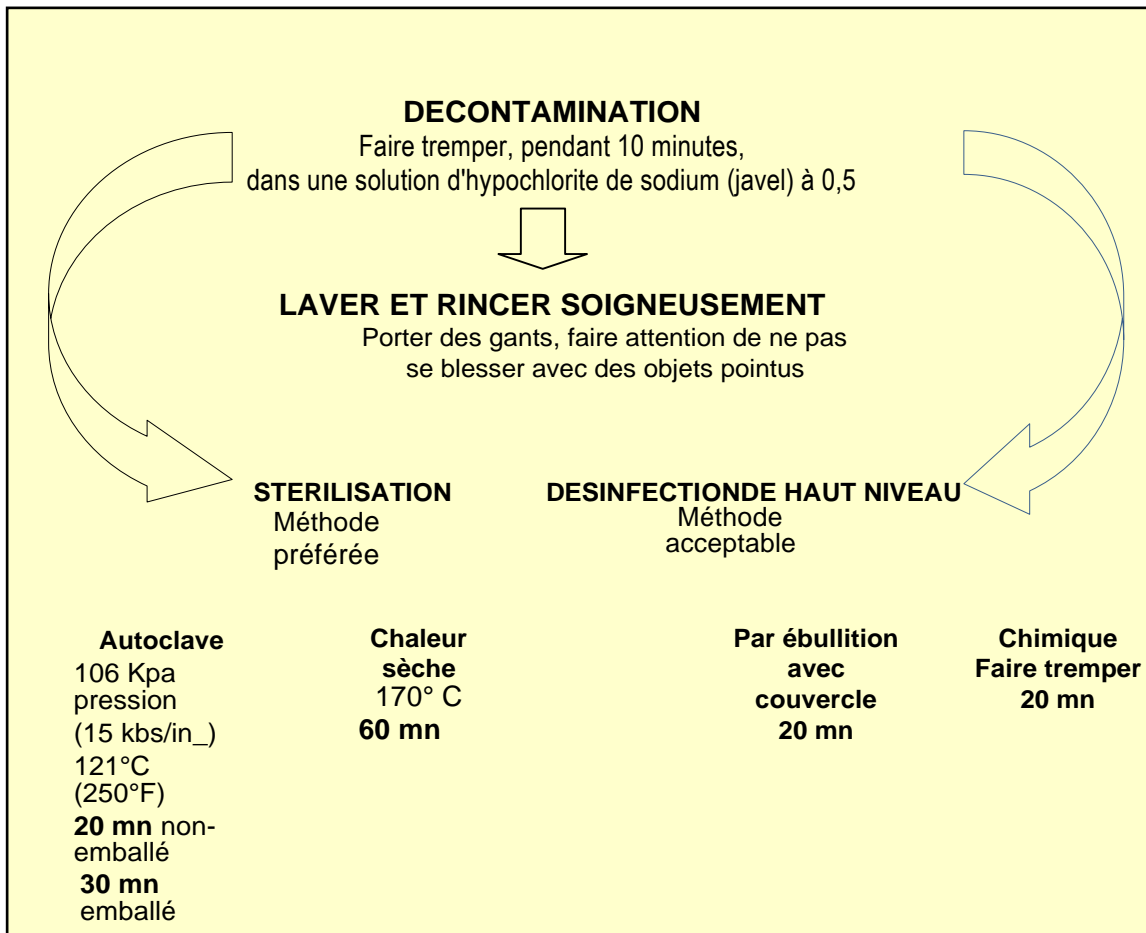 DECONTAMINATION
Faire tremper, pendant 10 minutes,
dans une solution d'hypochlorite de sodium (javel) à 0,5
LAVER ET RINCER SOIGNEUSEMENT
Porter des gants, faire attention de ne pas
se blesser avec des objets pointus
STERILISATION
Méthode
préférée
DESINFECTIONDE HAUT NIVEAU
Méthode
acceptable
Autoclave
106 Kpa
pression
(15 kbs/in_)
121°C
(250°F)
20 mn non-
emballé
30 mn
emballé
Chaleur
sèche
170° C
60 mn
Par ébullition
avec
couvercle
20 mn
Chimique
Faire tremper
20 mn